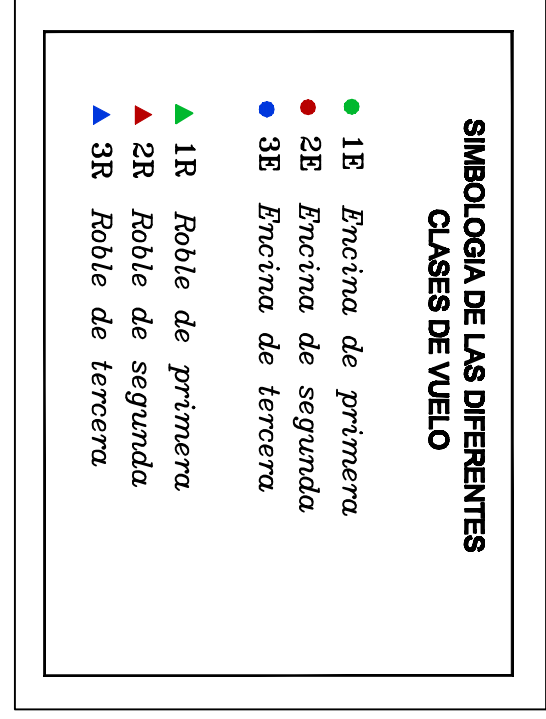 SIMBOLOGIA DE LAS DIFERENTES
CLASES DE VUELO
1E Encina de primera
2E Encina de segunda
3E Encina de tercera
1R Roble de primera
2R Roble de segunda
3R Roble de tercera